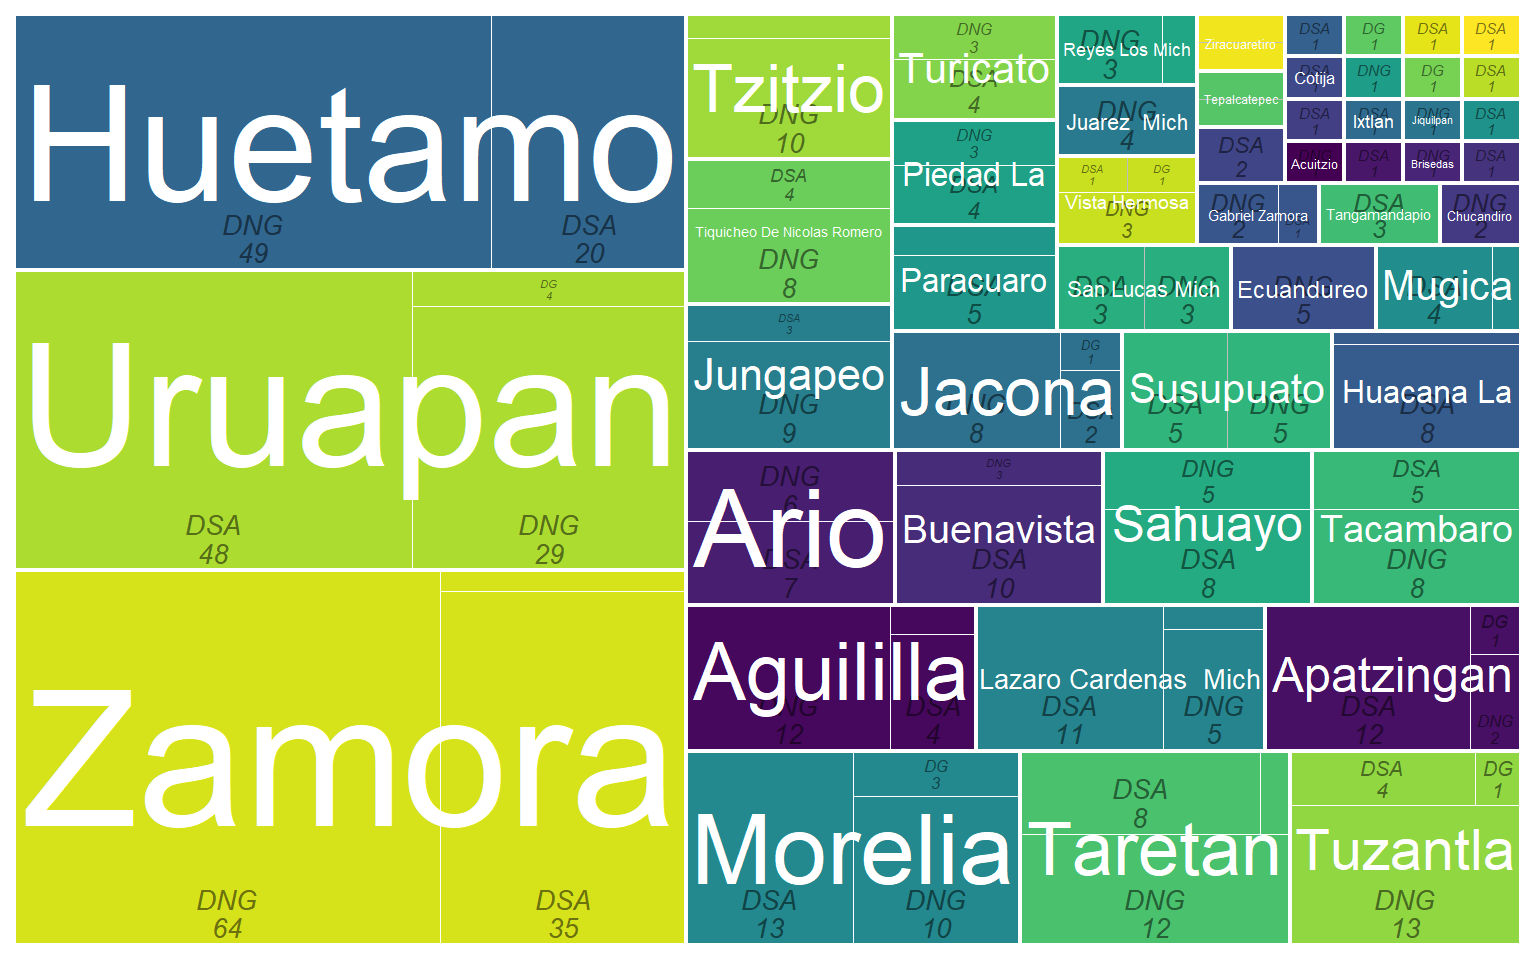 Huetamo
DNG
49
DSA
20
Uruapan
DG
4
DSA
48
DNG
29
Zamora
DNG
64
DSA
35
Tzitzio
DNG
10
DSA
4
Tiquicheo De Nicolas Romero
DNG
8
DSA
3
Jungapeo
DNG
9
DNG
3
Turicato
DSA
4
DNG
3
Piedad La
DSA
4
Paracuaro
DSA
5
DNG
Reyes Los Mich
3
DNG
Juarez  Mich
4
DSA
1
DG
1
Vista Hermosa
DNG
3
Ziracuaretiro
Tepalcatepec
DSA
2
DSA
1
DG
1
DSA
1
DSA
1
DSA
Cotija
1
DNG
1
DG
1
DSA
1
DSA
1
DSA
Ixtlan
1
DNG
Jiquilpan
1
DSA
1
DNG
Acuitzio
DSA
1
DNG
Brisedas
1
DSA
1
DNG
Gabriel Zamora
2
DSA
1
DSA
Tangamandapio
3
DNG
Chucandiro
2
San Lucas Mich
DSA
3
DNG
3
Ecuandureo
DSA
5
Mugica
DSA
4
Jacona
DNG
8
DG
1
DSA
2
Susupuato
DSA
5
DNG
5
Huacana La
DSA
8
DNG
6
Ario
DSA
7
DNG
3
Buenavista
DSA
10
DNG
5
Sahuayo
DSA
8
DSA
5
Tacambaro
DNG
8
Aguililla
DNG
12
DSA
4
Lazaro Cardenas  Mich
DSA
11
DNG
5
Apatzingan
DSA
12
DG
1
DNG
2
Morelia
DSA
13
DG
3
DNG
10
DSA
8
Taretan
DNG
12
DSA
4
DG
1
Tuzantla
DNG
13